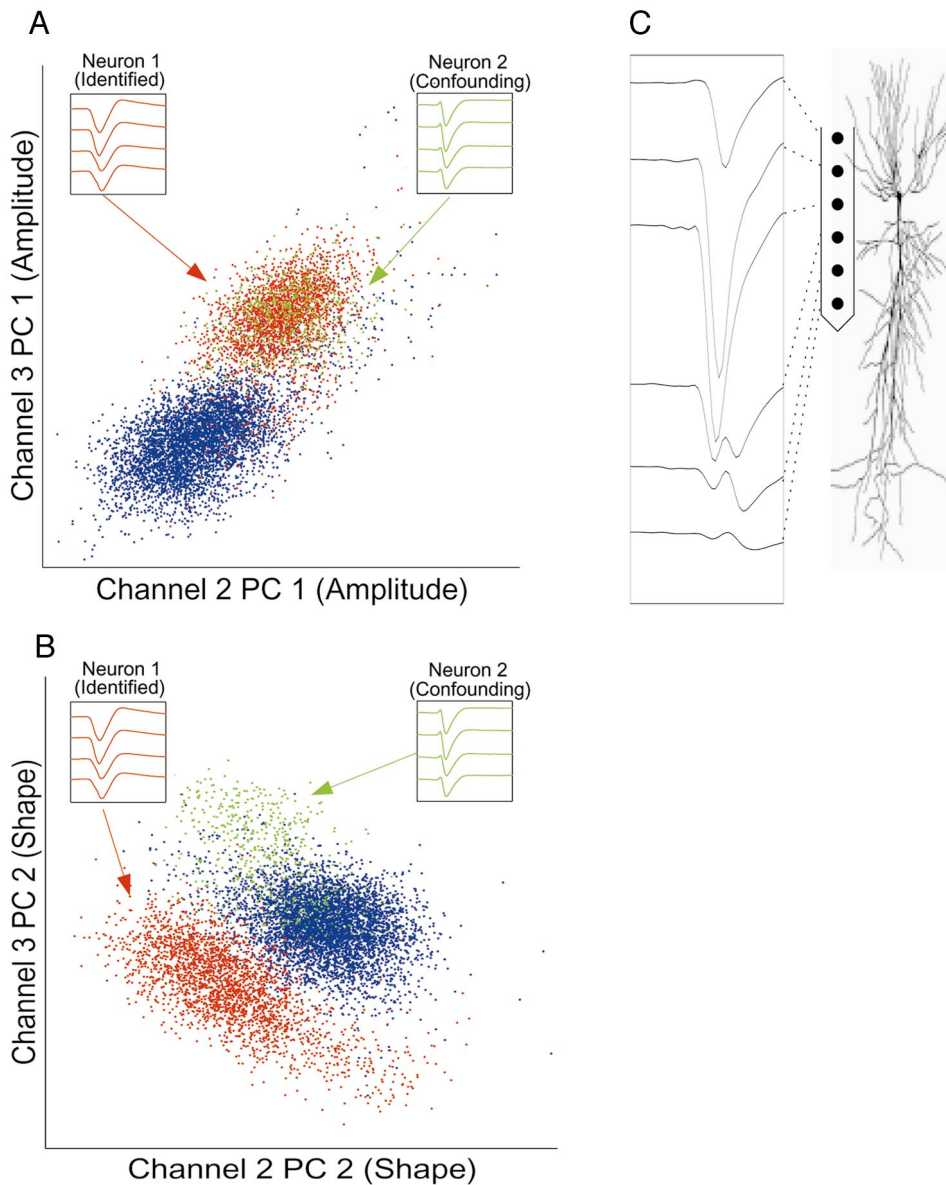 A
Neuron 1
(Identified)
Neuron 2
(Confounding)
Channel 3 PC 1 (Amplitude)
Channel 2 PC 1 (Amplitude)
B
Neuron 1
(Identified)
Neuron 2
(Confounding)
Channel 3 PC 2 (Shape)
Channel 2 PC 2 (Shape)
C